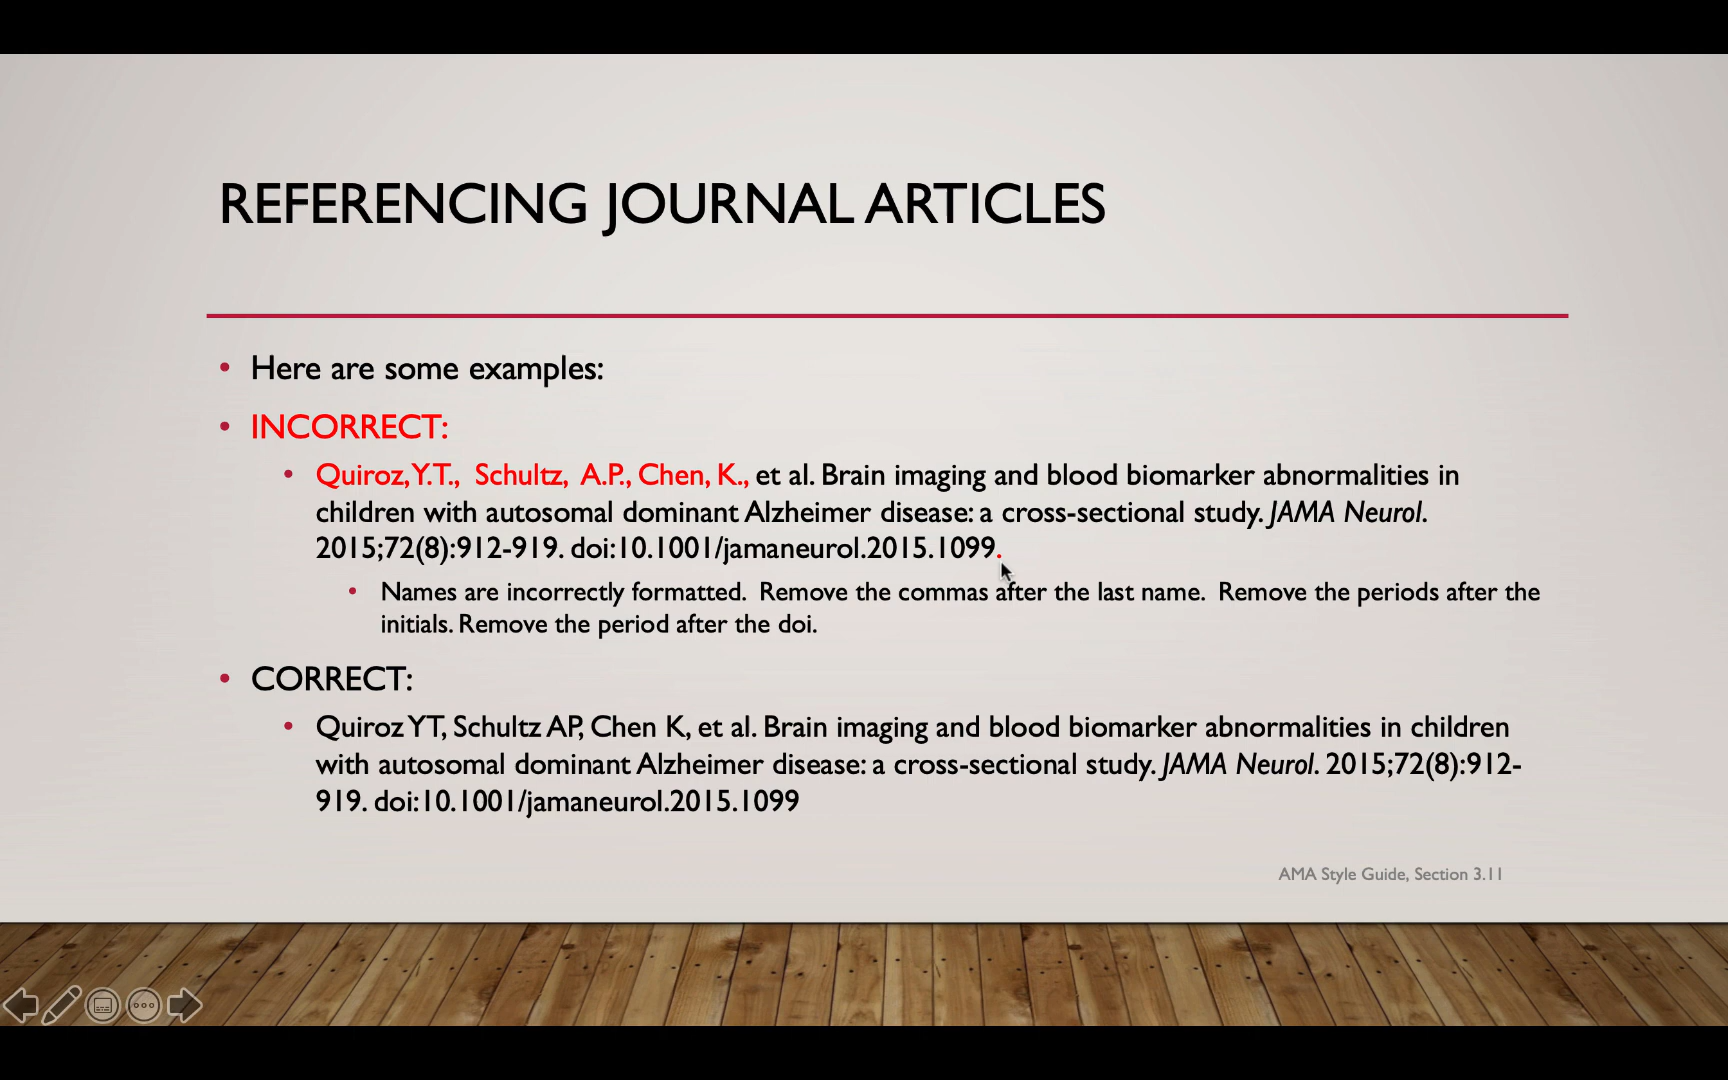 REFERENCING JOURNAL ARTICLES
• Here are some examples:
• INCORRECT:
• Quiroz,Y.T., Schultz, A.P., Chen, K., et al. Brain imaging and blood biomarker abnormalities in
children with autosomal dominant Alzheimer disease: a cross-sectional study. JAMA Neurol.
2015;72(8):912-919. doi:10.1001/jamaneurol.2015.1099.
• Names are incorrectly formatted. Remove the commas after the last name. Remove the periods after the
initials. Remove the period after the doi.
• CORRECT:
• Quiroz YT, Schultz AP, Chen K, et al. Brain imaging and blood biomarker abnormalities in children
with autosomal dominant Alzheimer disease: a cross-sectional study. JAMA Neurol. 2015;72(8):912-
919. doi:10.1001/jamaneurol.2015.1099
AMA Style Guide, Section 3.11